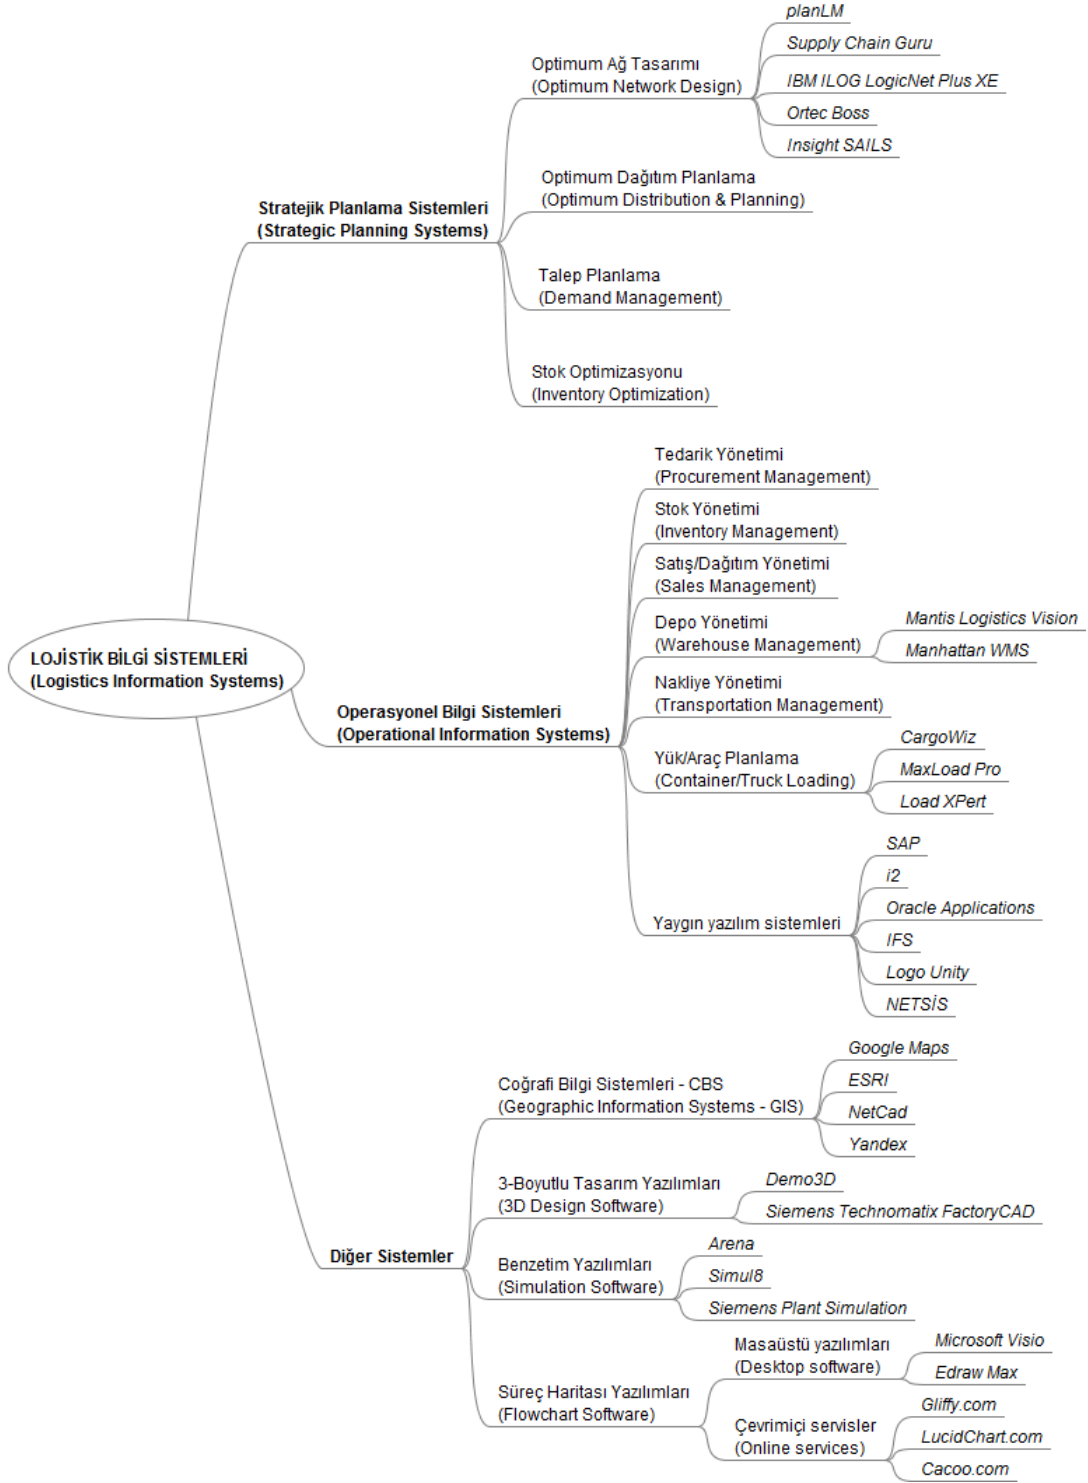 LOJİSTİK BİLGİ SİSTEMLERİ
(Logistics Information Systems)
Stratejik Planlama Sistemleri
(Strategic Planning Systems)
Optimum Ağ Tasarımı
(Optimum Network Design)
planLM
Supply Chain Guru
IBM ILOG LogicNet Plus XE
Ortec Boss
Insight SAILS
Optimum Dağıtım Planlama
(Optimum Distribution & Planning)
Talep Planlama
(Demand Management)
Stok Optimizasyonu
(Inventory Optimization)
Operasyonel Bilgi Sistemleri
(Operational Information Systems)
Tedarik Yönetimi
(Procurement Management)
Stok Yönetimi
(Inventory Management)
Satış/Dağıtım Yönetimi
(Sales Management)
Depo Yönetimi
(Warehouse Management)
Mantis Logistics Vision
Manhattan WMS
Nakliye Yönetimi
(Transportation Management)
Yük/Araç Planlama
(Container/Truck Loading)
CargoWiz
MaxLoad Pro
Load XPert
Yaygın yazılım sistemleri
SAP
i2
Oracle Applications
IFS
Logo Unity
NETSİS
Diğer Sistemler
Coğrafi Bilgi Sistemleri - CBS
(Geographic Information Systems - GIS)
Google Maps
ESRI
NetCad
Yandex
3-Boyutlu Tasarım Yazılımları
(3D Design Software)
Demo3D
Siemens Technomatix FactoryCAD
Benzetim Yazılımları
(Simulation Software)
Arena
Simul8
Siemens Plant Simulation
Süreç Haritası Yazılımları
(Flowchart Software)
Masaüstü yazılımları
(Desktop software)
Microsoft Visio
Edraw Max
Çevrimiçi servisler
(Online services)
Gliffy.com
LucidChart.com
Cacoo.com